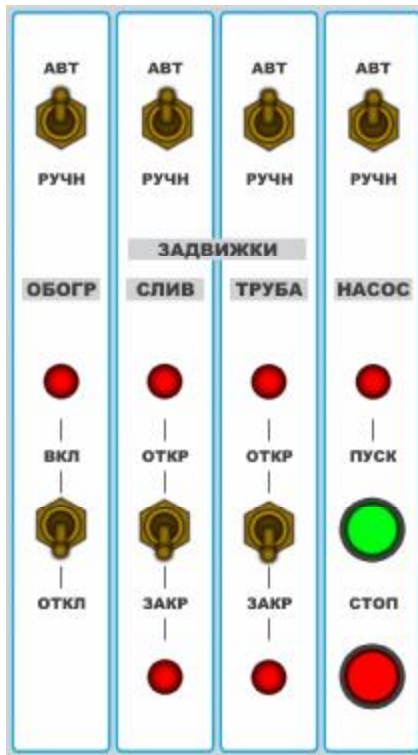 АВТ АВТ АВТ АВТ
РУЧН РУЧН РУЧН РУЧН
ЗАДВИЖКИ
ОБОГР СЛИВ ТРУБА НАСОС
ВКЛ ОТКР ОТКР ПУСК
ОТКЛ ЗАКР ЗАКР СТОП